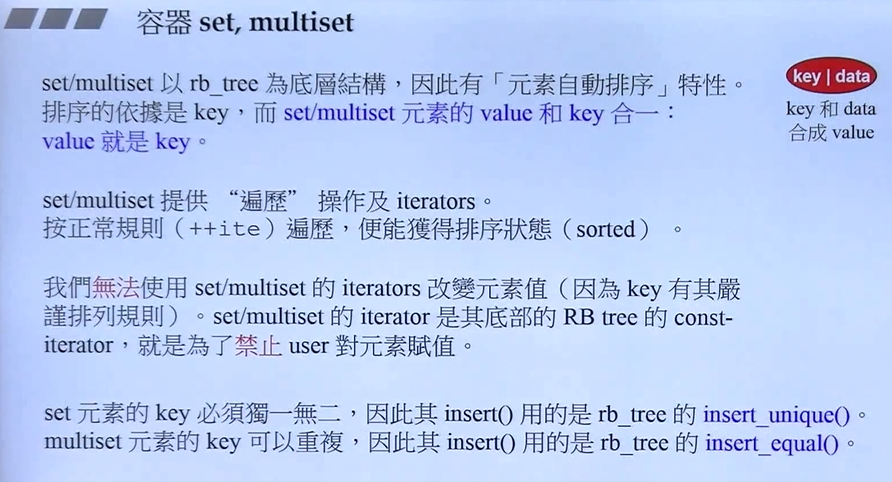 容器 set, multiset
set/multiset 以 rb_tree 為底層結構，因此有「元素自動排序」特性。
排序的依據是 key，而 set/multiset 元素的 value 和 key 合一：
value 就是 key。
key | data
key 和 data
合成 value
set/multiset 提供 “遍歷” 操作及 iterators。
按正常規則（++ite）遍歷，便能獲得排序狀態（sorted） 。
我們無法使用 set/multiset 的 iterators 改變元素值（因為 key 有其嚴
謹排列規則）。set/multiset 的 iterator 是其底部的 RB tree 的 const-
iterator，就是為了禁止 user 對元素賦值。
set 元素的 key 必須獨一無二，因此其 insert() 用的是 rb_tree 的 insert_unique()。
multiset 元素的 key 可以重複，因此其 insert() 用的是 rb_tree 的 insert_equal()。